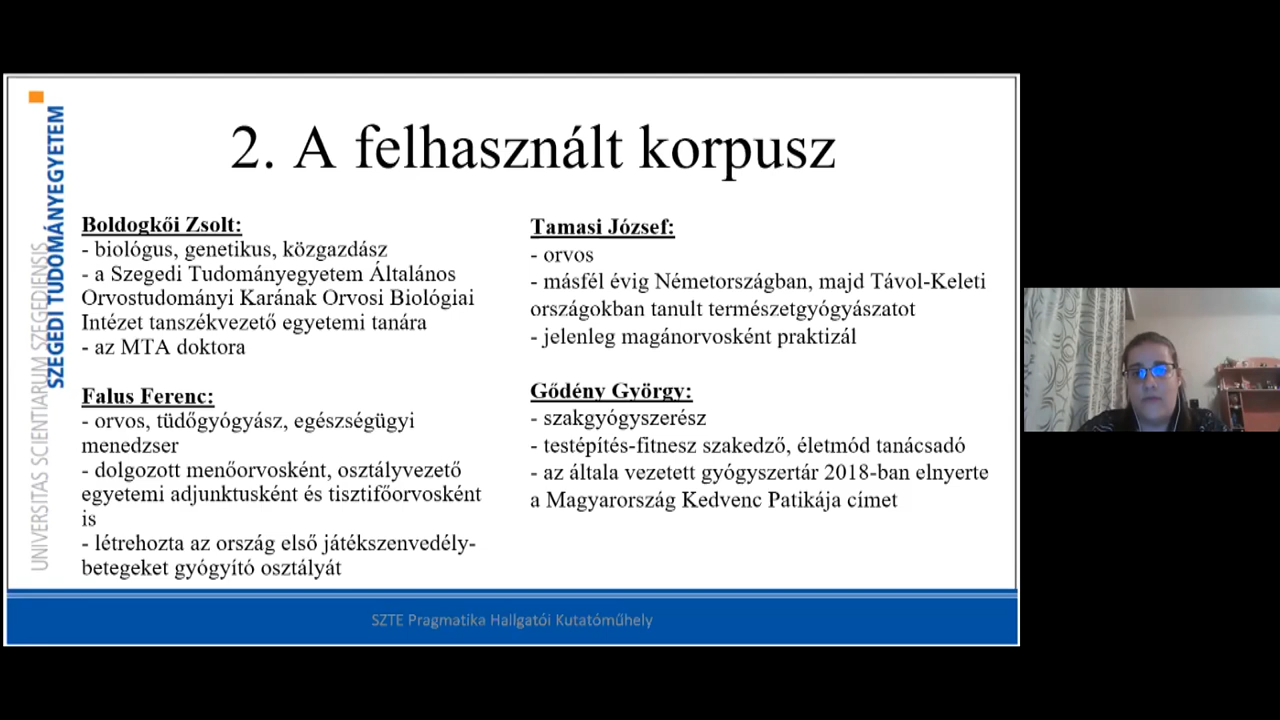 UNIVERSITAS SCIENTIARUM SZEGEDIENSIS
SZEGEDI TUDOMÁNYEGYETEM
2. A felhasznált korpusz
Boldogkői Zsolt:
- biológus, genetikus, közgazdász
- a Szegedi Tudományegyetem Általános
Orvostudományi Karának Orvosi Biológiai
Intézet tanszékvezető egyetemi tanára
- az MTA doktora
Falus Ferenc:
- orvos, tüdőgyógyász, egészségügyi
menedzser
- dolgozott menőorvosként, osztályvezető
egyetemi adjunktusként és tisztifőorvosként
is
- létrehozta az ország első játékszenvedély-
betegeket gyógyító osztályát
Tamasi József:
- orvos
- másfél évig Németországban, majd Távol-Keleti
országokban tanult természetgyógyászatot
- jelenleg magánorvosként praktizál
Gődény György:
- szakgyógyszerész
- testépítés-fitnesz szakedző, életmód tanácsadó
- az általa vezetett gyógyszertár 2018-ban elnyerte
a Magyarország Kedvenc Patikája címet
SZTE Pragmatika Hallgatói Kutatóműhely